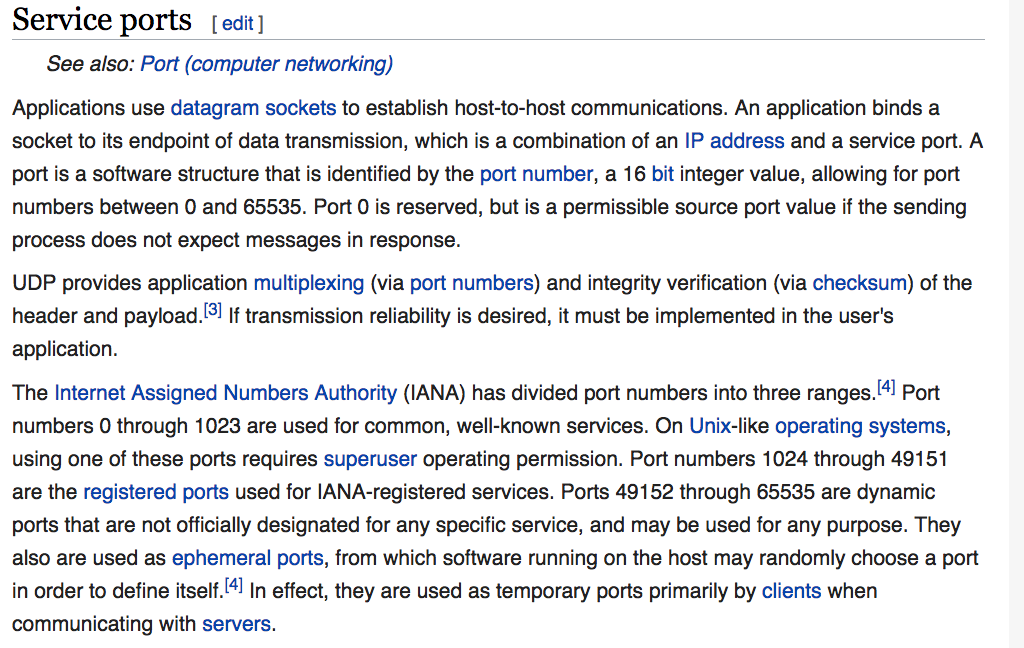 Service ports [ edit ]
See also: Port (computer networking)
Applications use datagram sockets to establish host-to-host communications. An application binds a
socket to its endpoint of data transmission, which is a combination of an IP address and a service port. A
port is a software structure that is identified by the port number, a 16 bit integer value, allowing for port
numbers between 0 and 65535. Port 0 is reserved, but is a permissible source port value if the sending
process does not expect messages in response.
UDP provides application multiplexing (via port numbers) and integrity verification (via checksum) of the
header and payload.[3] If transmission reliability is desired, it must be implemented in the user's
application.
The Internet Assigned Numbers Authority (IANA) has divided port numbers into three ranges.[4] Port
numbers 0 through 1023 are used for common, well-known services. On Unix-like operating systems,
using one of these ports requires superuser operating permission. Port numbers 1024 through 49151
are the registered ports used for IANA-registered services. Ports 49152 through 65535 are dynamic
ports that are not officially designated for any specific service, and may be used for any purpose. They
also are used as ephemeral ports, from which software running on the host may randomly choose a port
in order to define itself.[4] In effect, they are used as temporary ports primarily by clients when
communicating with servers.